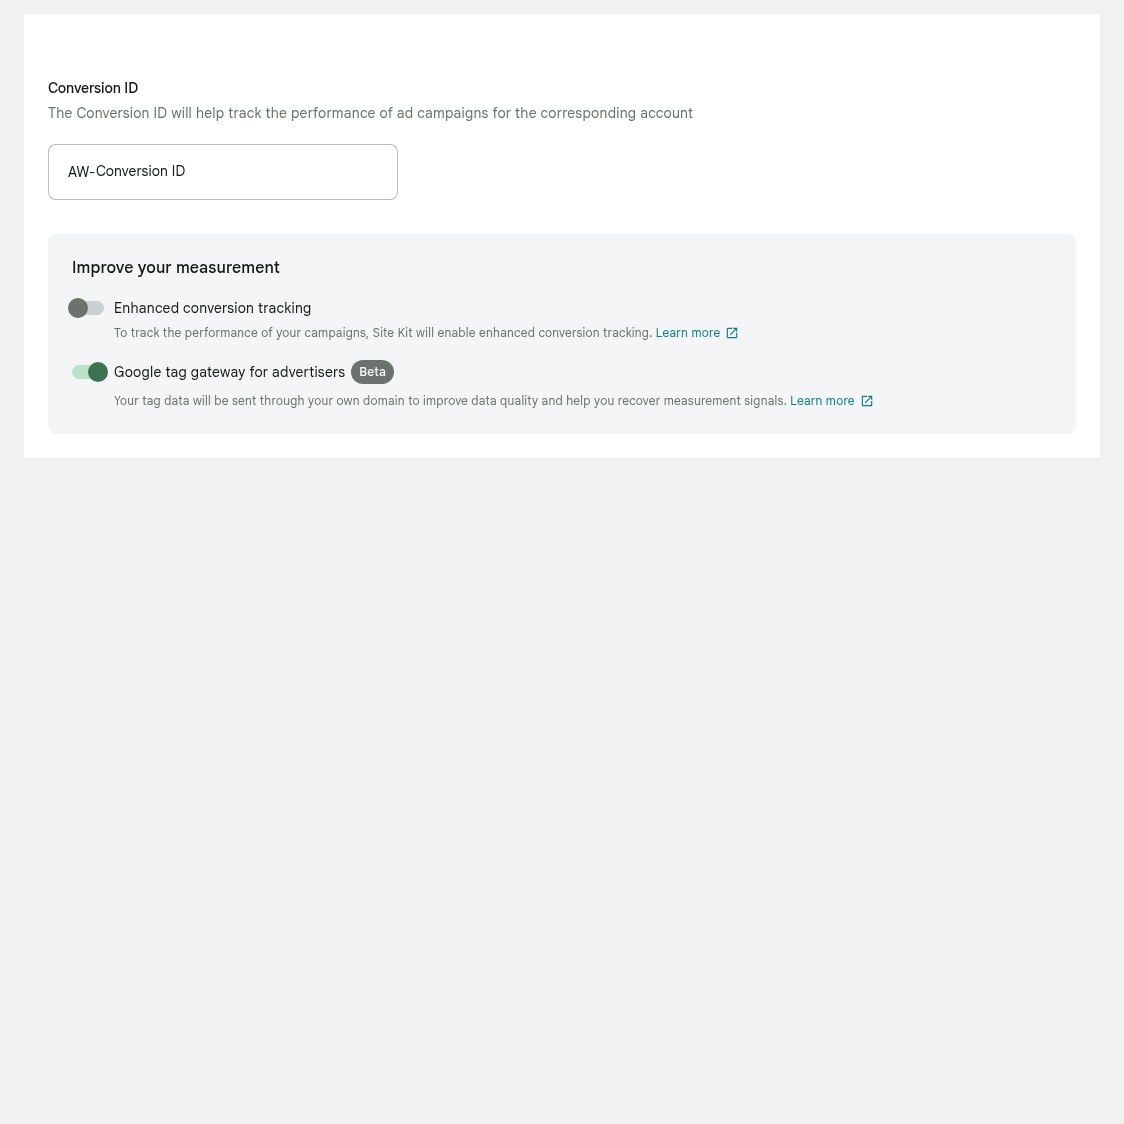 Conversion ID
The Conversion ID will help track the performance of ad campaigns for the corresponding account
AW-Conversion ID
Improve your measurement
Enhanced conversion tracking
To track the performance of your campaigns, Site Kit will enable enhanced conversion tracking. Learn more
Google tag gateway for advertisers Beta
Your tag data will be sent through your own domain to improve data quality and help you recover measurement signals. Learn more